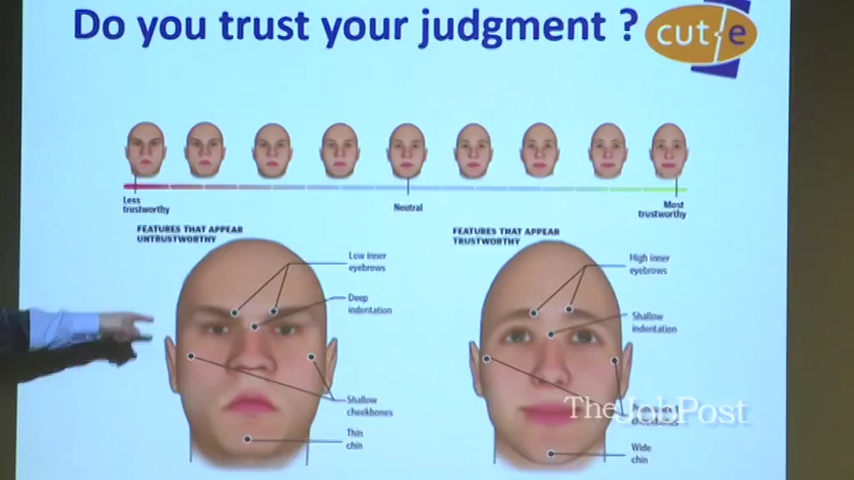 Do you trust your judgment ?
cut-e
Less
trustworthy
Neutral
Most
trustworthy
FEATURES THAT APPEAR
UNTRUSTWORTHY
Low inner
eyebrows
Deep
indentation
Shallow
cheekbones
Thin
chin
FEATURES THAT APPEAR
TRUSTWORTHY
High inner
eyebrows
Shallow
indentation
TheJobPost
Wide
chin